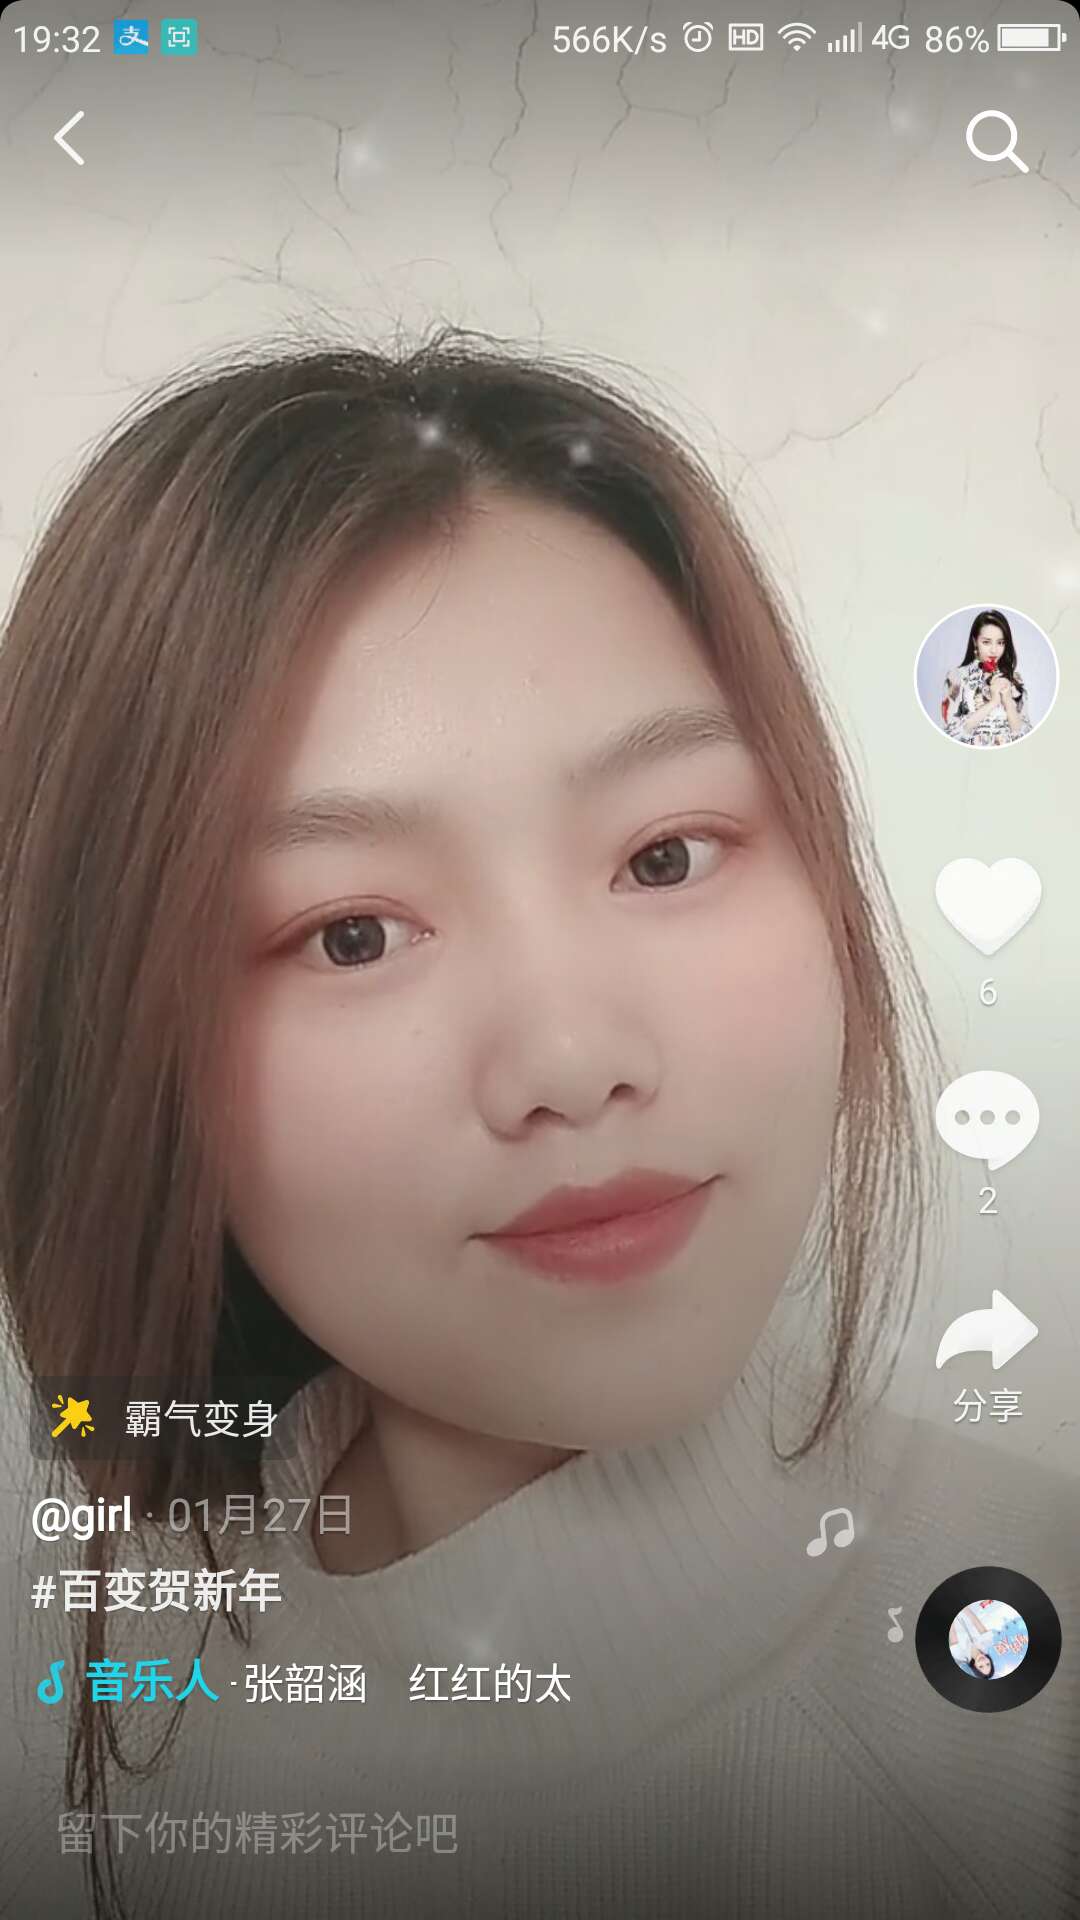 19:32 支 566K/s HD 4G 86%
6
2
分享
霸气变身
@girl · 01月27日
#百变贺新年
音乐人 · 张韶涵 红红的太
留下你的精彩评论吧